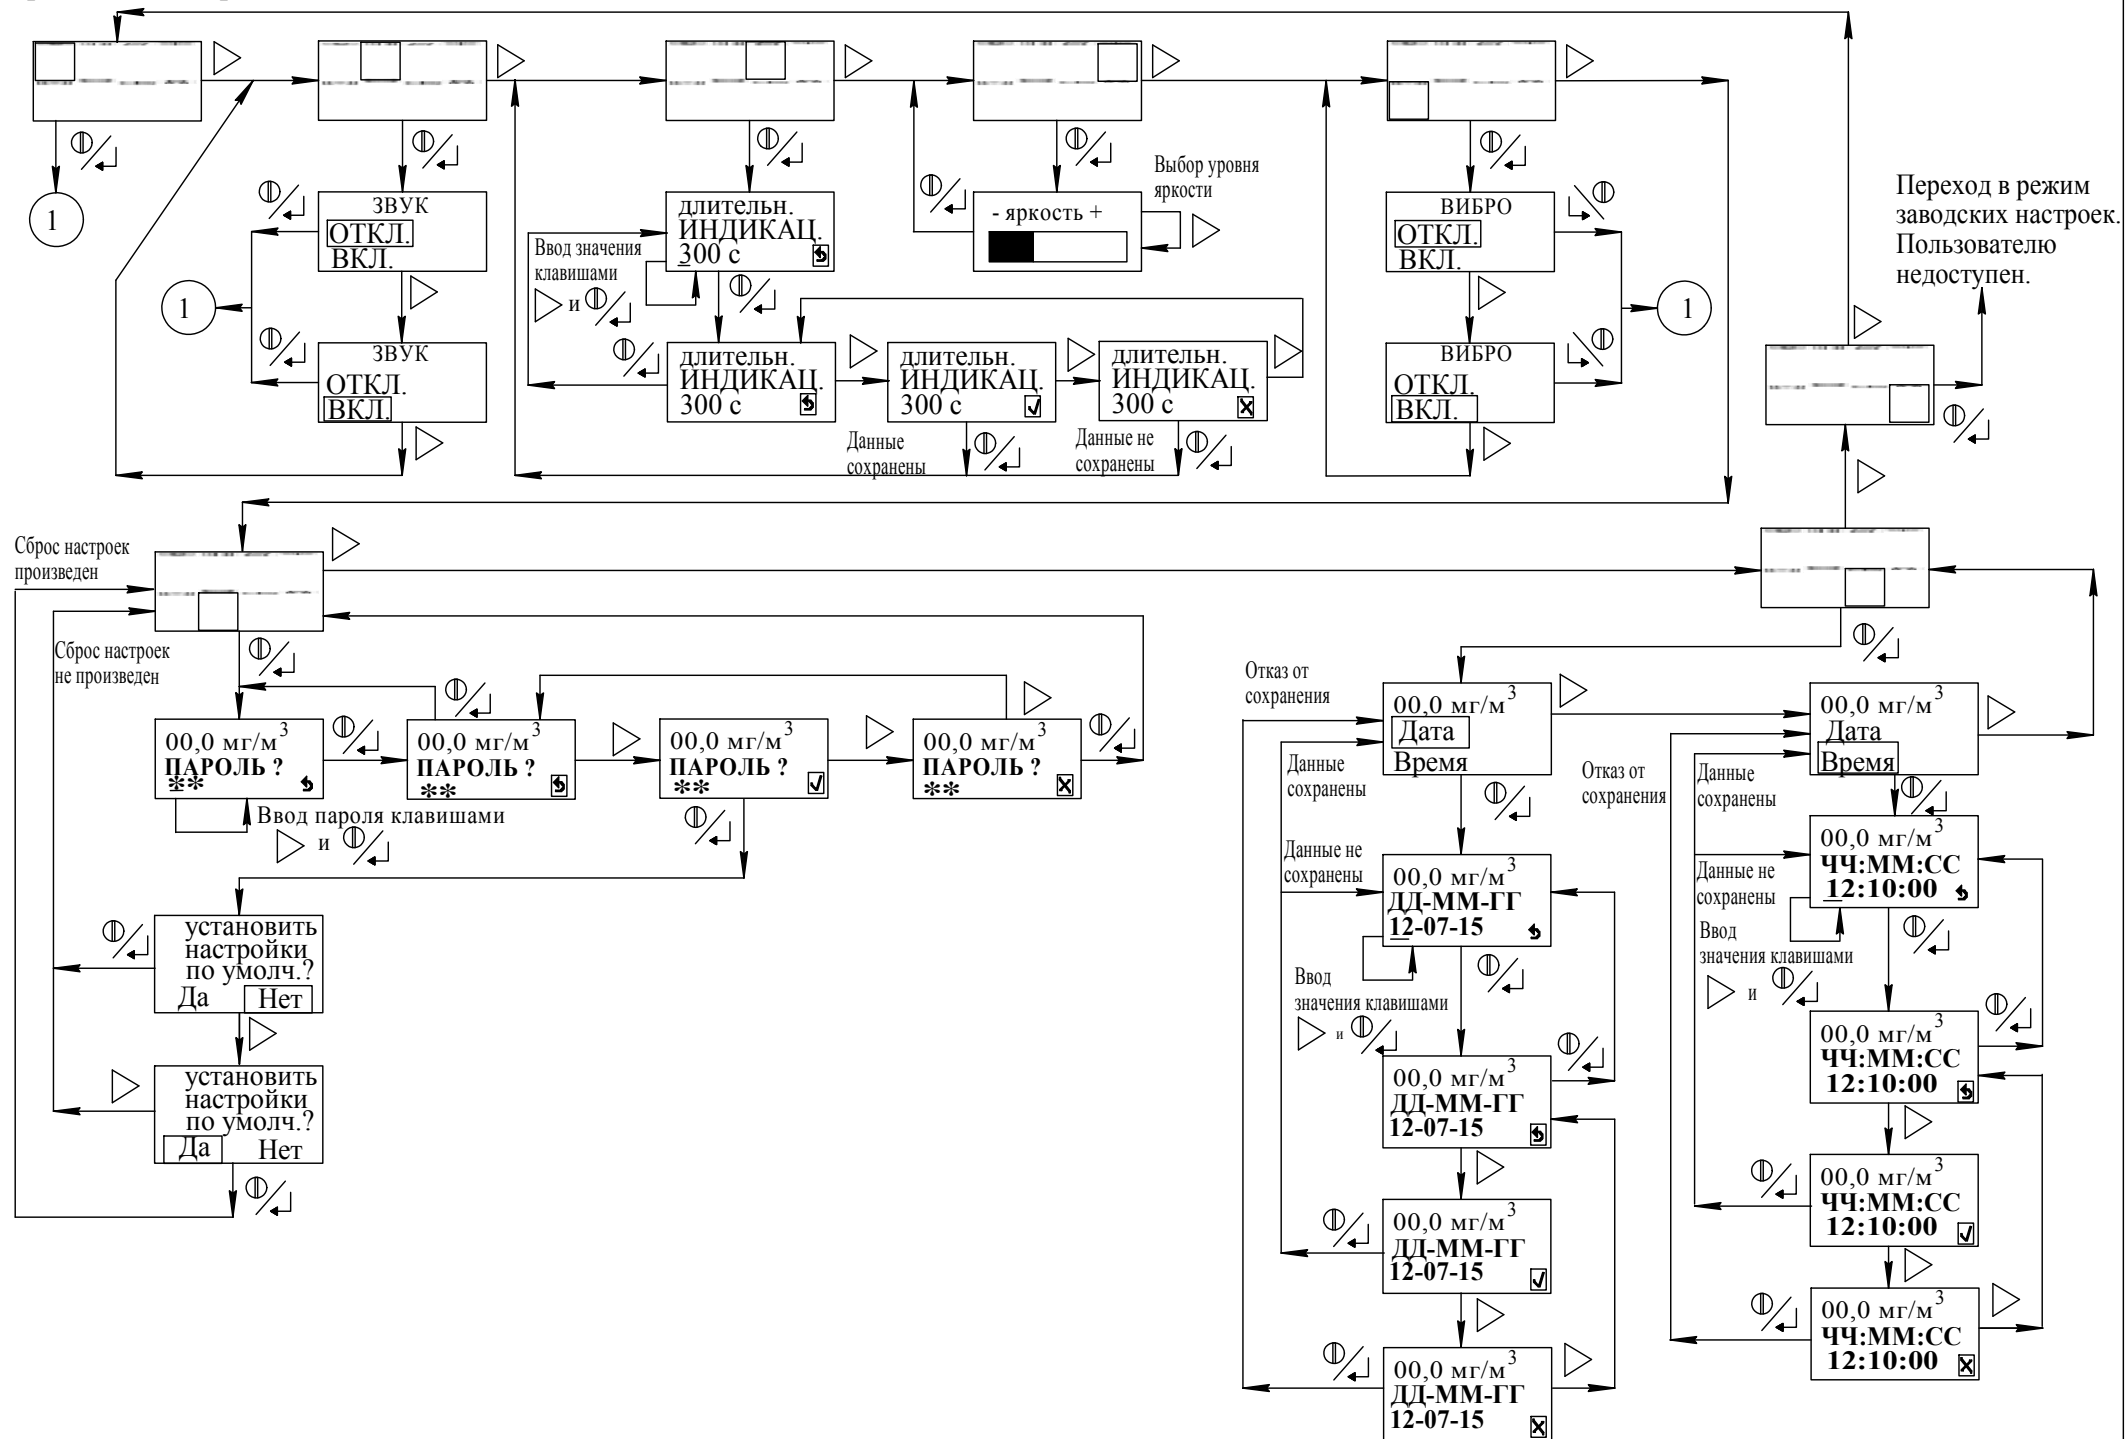 Выбор уровня
яркости
Переход в режим
заводских настроек.
Пользователю
недоступен.
1
ЗВУК
ОТКЛ.
ВКЛ.
1
ЗВУК
ОТКЛ.
ВКЛ.
Ввод значения
клавишами
и
длительн.
ИНДИКАЦ.
300 с
длительн.
ИНДИКАЦ.
300 с
длительн.
ИНДИКАЦ.
300 с
длительн.
ИНДИКАЦ.
300 с
Данные
сохранены
Данные не
сохранены
- яркость +
ВИБРО
ОТКЛ.
ВКЛ.
1
ВИБРО
ОТКЛ.
ВКЛ.
Сброс настроек
произведен
Сброс настроек
не произведен
00,0 мг/м³
ПАРОЛЬ ?
**
00,0 мг/м³
ПАРОЛЬ ?
**
00,0 мг/м³
ПАРОЛЬ ?
**
00,0 мг/м³
ПАРОЛЬ ?
**
Ввод пароля клавишами
и
установить
настройки
по умолч.?
Да Нет
установить
настройки
по умолч.?
Да Нет
Отказ от
сохранения
00,0 мг/м³
Дата
Время
Данные
сохранены
Данные не
сохранены
00,0 мг/м³
ДД-ММ-ГГ
12-07-15
Ввод
значения клавишами
и
00,0 мг/м³
ДД-ММ-ГГ
12-07-15
00,0 мг/м³
ДД-ММ-ГГ
12-07-15
00,0 мг/м³
ДД-ММ-ГГ
12-07-15
Отказ от
сохранения
00,0 мг/м³
Дата
Время
Данные
сохранены
Данные не
сохранены
00,0 мг/м³
ЧЧ:ММ:СС
12:10:00
Ввод
значения клавишами
и
00,0 мг/м³
ЧЧ:ММ:СС
12:10:00
00,0 мг/м³
ЧЧ:ММ:СС
12:10:00
00,0 мг/м³
ЧЧ:ММ:СС
12:10:00